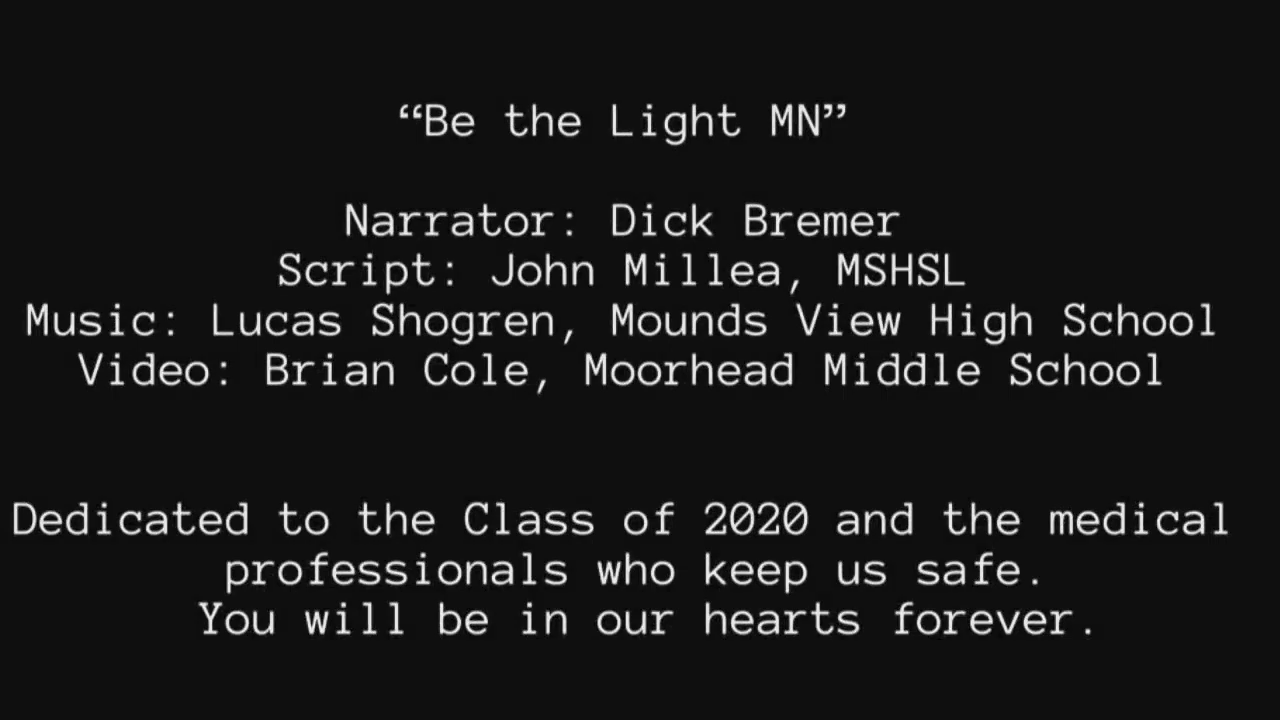 “Be the Light MN”
Narrator: Dick Bremer
Script: John Millea, MSHSL
Music: Lucas Shogren, Mounds View High School
Video: Brian Cole, Moorhead Middle School
Dedicated to the Class of 2020 and the medical
professionals who keep us safe.
You will be in our hearts forever.